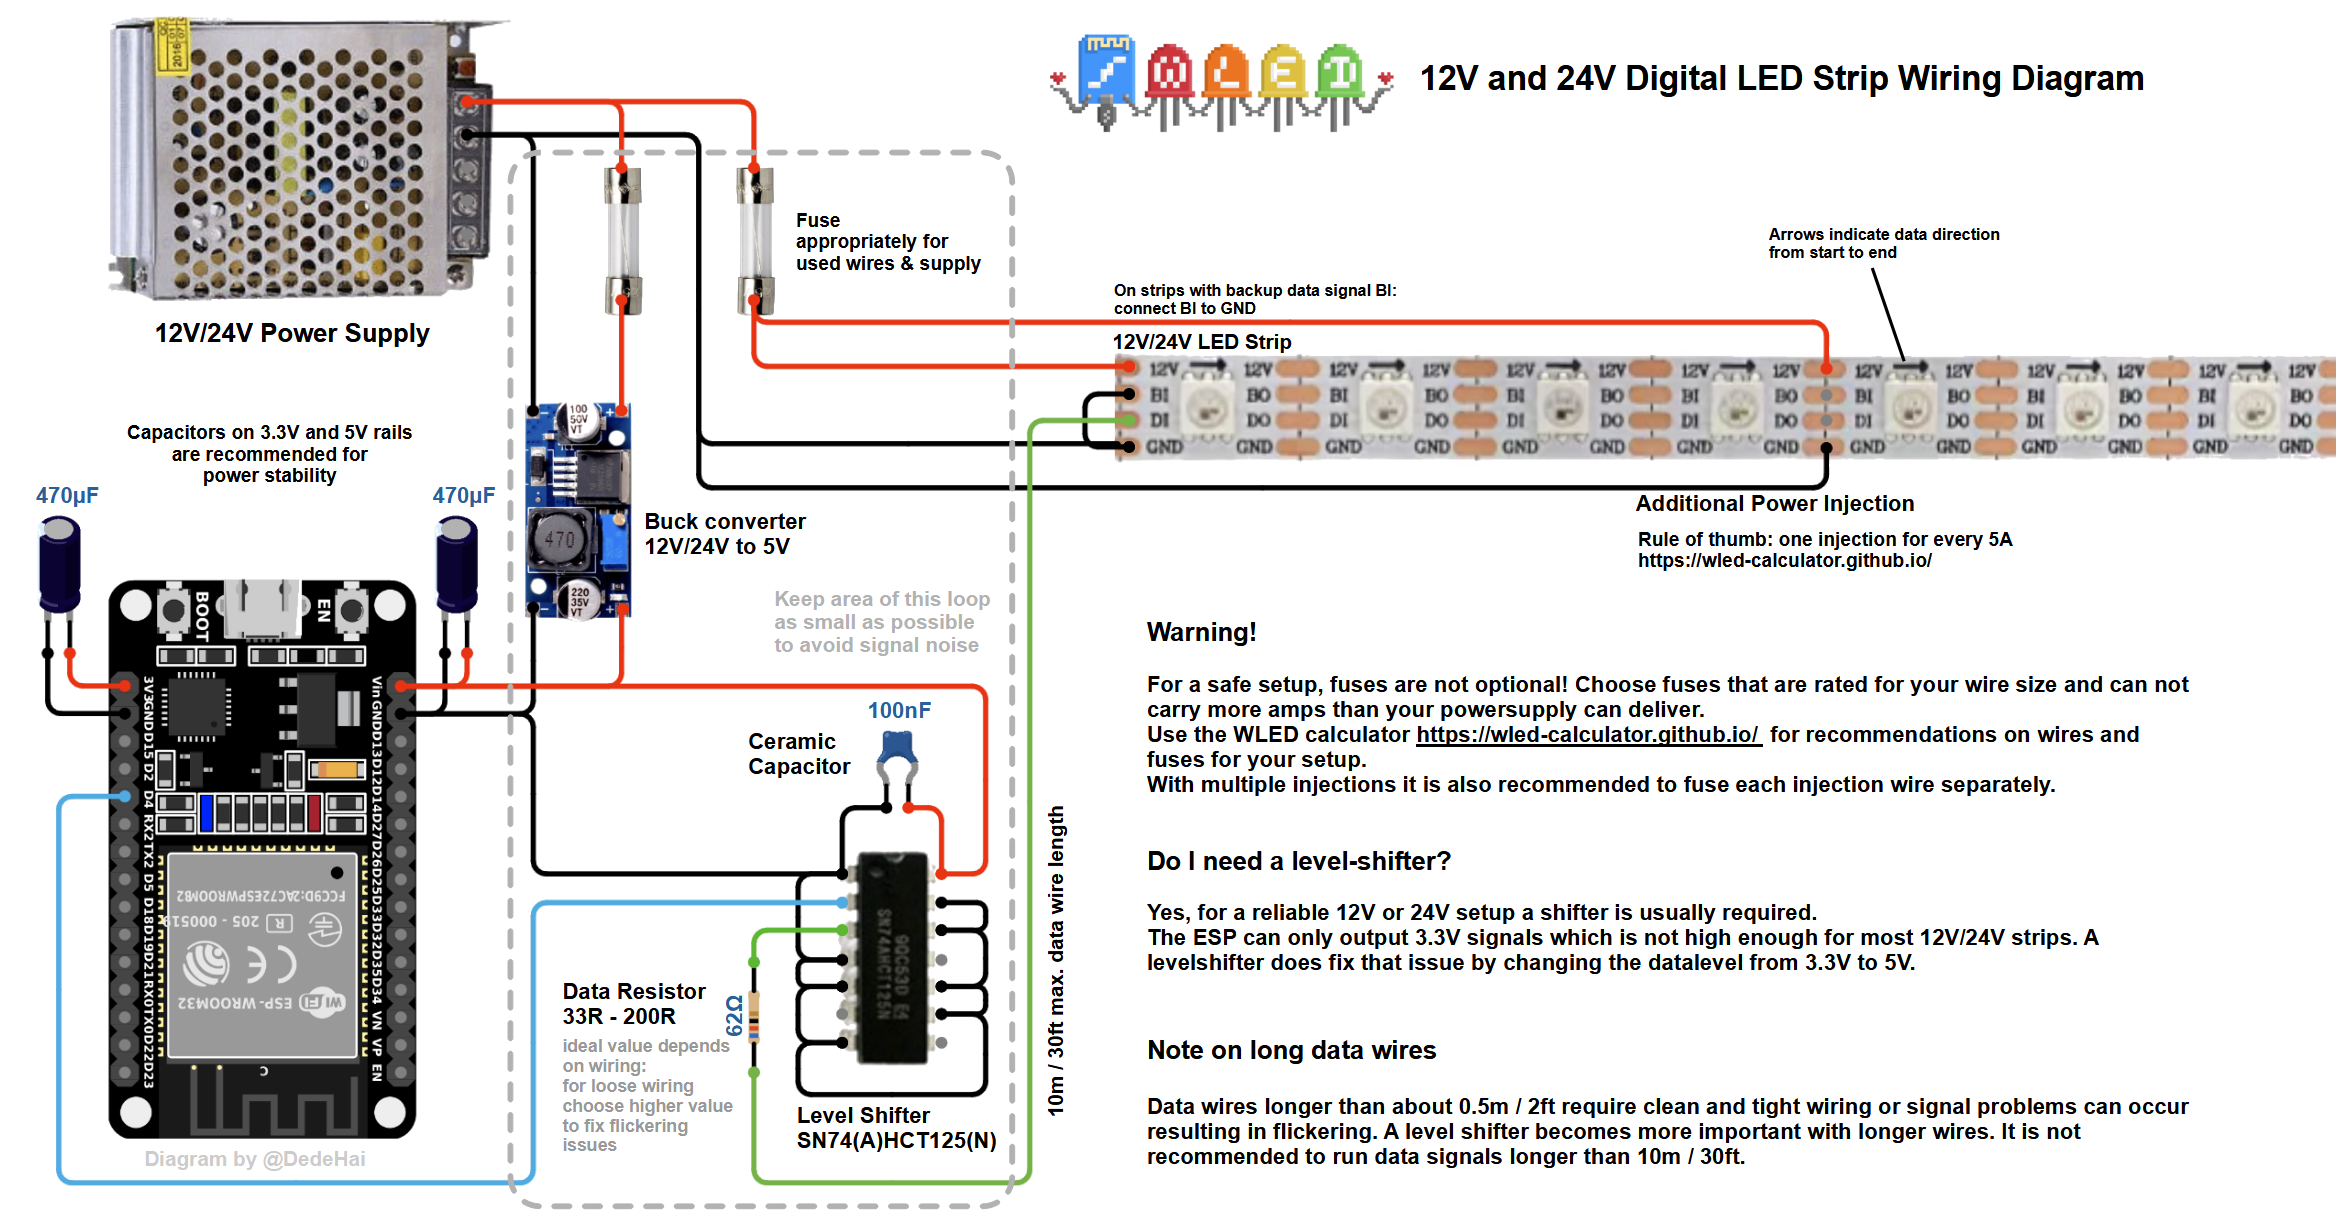 WLED
12V and 24V Digital LED Strip Wiring Diagram
2016
Fuse
appropriately for
used wires & supply
12V/24V Power Supply
Arrows indicate data direction
from start to end
On strips with backup data signal BI:
connect BI to GND
12V/24V LED Strip
12V 12V 12V 12V 12V 12V 12V 12V 12V 12V 12V 12V 12V
BI BO BI BO BI BO BI BO BI BO BI BO BI BO
DI DO DI DO DI DO DI DO DI DO DI DO DI DO
GND GND GND GND GND GND GND GND GND GND GND GND GND GND
Additional Power Injection
Rule of thumb: one injection for every 5A
https://wled-calculator.github.io/
Capacitors on 3.3V and 5V rails
are recommended for
power stability
470µF
470µF
100
50V
VT
470
220
35V
VT
Buck converter
12V/24V to 5V
Keep area of this loop
as small as possible
to avoid signal noise
BOOT
EN
3V3 GND D15 D2 D4 RX2 TX2 D5 D18 D19 D21 RX0 TX0 D22 D23
Vin GND D13 D12 D14 D27 D26 D25 D33 D32 D35 D34 VN VP EN
FCC9D:2AC72ESPWROOM32
R 205 - 000519
CE
WiFi ESP-WROOM32
C
Diagram by @DedeHai
100nF
Ceramic
Capacitor
SN74AHCT125N
Level Shifter
SN74(A)HCT125(N)
Data Resistor
33R - 200R
ideal value depends
on wiring:
for loose wiring
choose higher value
to fix flickering
issues
62Ω
10m / 30ft max. data wire length
Warning!
For a safe setup, fuses are not optional! Choose fuses that are rated for your wire size and can not
carry more amps than your powersupply can deliver.
Use the WLED calculator https://wled-calculator.github.io/ for recommendations on wires and
fuses for your setup.
With multiple injections it is also recommended to fuse each injection wire separately.
Do I need a level-shifter?
Yes, for a reliable 12V or 24V setup a shifter is usually required.
The ESP can only output 3.3V signals which is not high enough for most 12V/24V strips. A
levelshifter does fix that issue by changing the datalevel from 3.3V to 5V.
Note on long data wires
Data wires longer than about 0.5m / 2ft require clean and tight wiring or signal problems can occur
resulting in flickering. A level shifter becomes more important with longer wires. It is not
recommended to run data signals longer than 10m / 30ft.